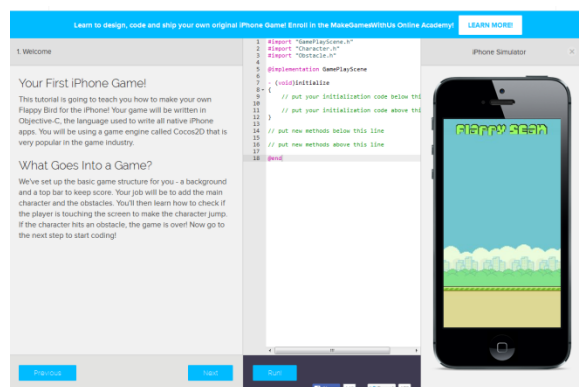 Learn to design, code and ship your own original iPhone Game! Enroll in the MakeGamesWithUs Online Academy!
LEARN MORE!
1. Welcome
Your First iPhone Game!
This tutorial is going to teach you how to make your own
Flappy Bird for the iPhone! Your game will be written in
Objective-C, the language used to write all native iPhone
apps. You will be using a game engine called Cocos2D that is
very popular in the game industry.
What Goes Into a Game?
We've set up the basic game structure for you - a background
and a top bar to keep score. Your job will be to add the main
character and the obstacles. You'll then learn how to check if
the player is touching the screen to make the character jump.
If the character hits an obstacle, the game is over! Now go to
the next step to start coding!
Previous
Next
1 #import "GamePlayScene.h"
2 #import "Character.h"
3 #import "Obstacle.h"
4
5 @implementation GamePlayScene
6
7 - (void)initialize
8 {
9 // put your initialization code below thi
10
11 // put your initialization code above thi
12 }
13
14 // put new methods below this line
15
16 // put new methods above this line
17
18 @end
Run
iPhone Simulator
FLAPPY SEAN